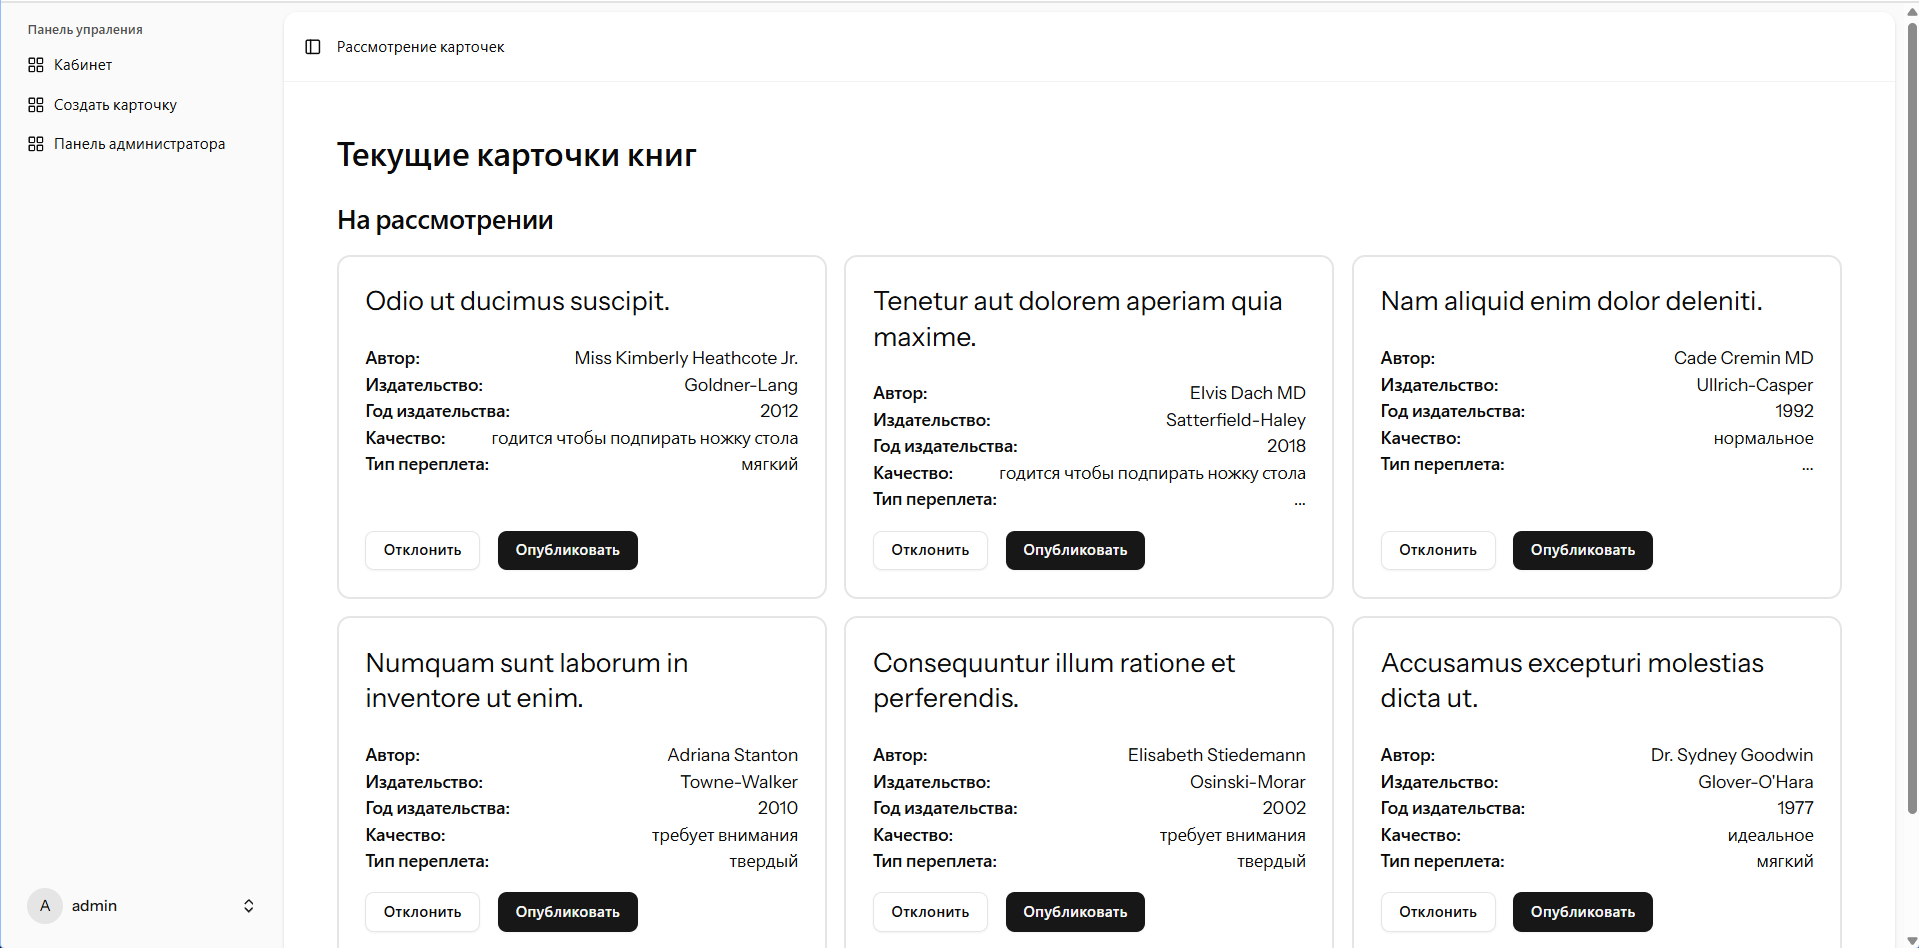 Панель упраления
Кабинет
Создать карточку
Панель администратора
Рассмотрение карточек
Текущие карточки книг
На рассмотрении
Odio ut ducimus suscipit.
Автор: Miss Kimberly Heathcote Jr.
Издательство: Goldner-Lang
Год издательства: 2012
Качество: годится чтобы подпирать ножку стола
Тип переплета: мягкий
Отклонить Опубликовать
Tenetur aut dolorem aperiam quia
maxime.
Автор: Elvis Dach MD
Издательство: Satterfield-Haley
Год издательства: 2018
Качество: годится чтобы подпирать ножку стола
Тип переплета: ...
Отклонить Опубликовать
Nam aliquid enim dolor deleniti.
Автор: Cade Cremin MD
Издательство: Ullrich-Casper
Год издательства: 1992
Качество: нормальное
Тип переплета: ...
Отклонить Опубликовать
Numquam sunt laborum in
inventore ut enim.
Автор: Adriana Stanton
Издательство: Towne-Walker
Год издательства: 2010
Качество: требует внимания
Тип переплета: твердый
Отклонить Опубликовать
Consequuntur illum ratione et
perferendis.
Автор: Elisabeth Stiedemann
Издательство: Osinski-Morar
Год издательства: 2002
Качество: требует внимания
Тип переплета: твердый
Отклонить Опубликовать
Accusamus excepturi molestias
dicta ut.
Автор: Dr. Sydney Goodwin
Издательство: Glover-O'Hara
Год издательства: 1977
Качество: идеальное
Тип переплета: мягкий
Отклонить Опубликовать
A admin